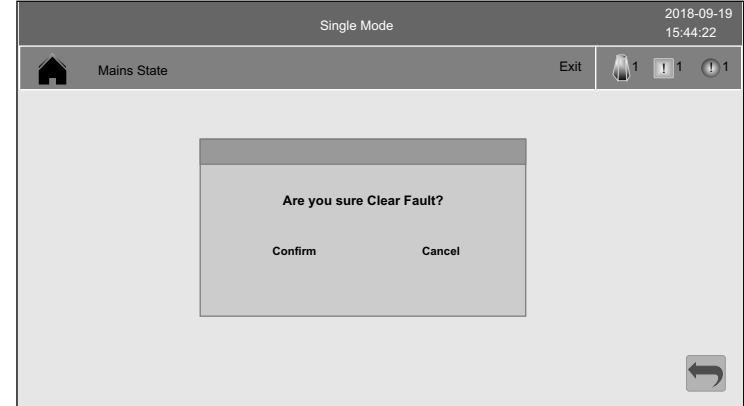 Single Mode
2018-09-19
15:44:22
Mains State
Exit
1
! 1
! 1
Are you sure Clear Fault?
Confirm
Cancel